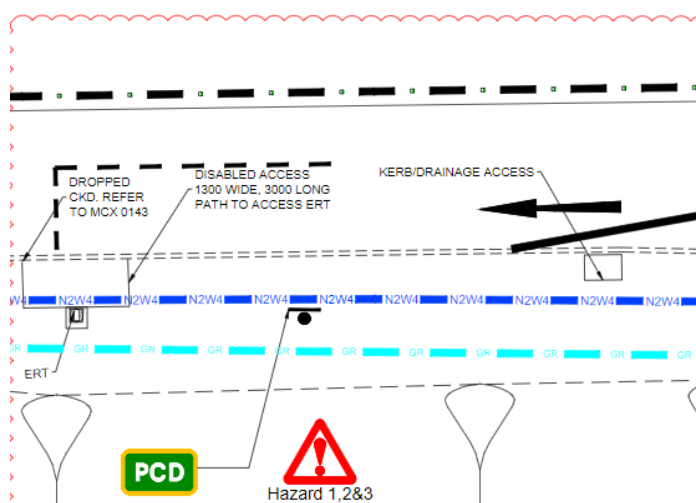 DROPPED
CKD. REFER
TO MCX 0143
DISABLED ACCESS
1300 WIDE, 3000 LONG
PATH TO ACCESS ERT
KERB/DRAINAGE ACCESS
W4 N2W4 N2W4 N2W4 N2W4 N2W4 N2W4 N2W4 N2W4 N2W4 N2W4
GR GR GR GR GR GR GR GR GR GR GR
ERT
PCD
Hazard 1,2&3